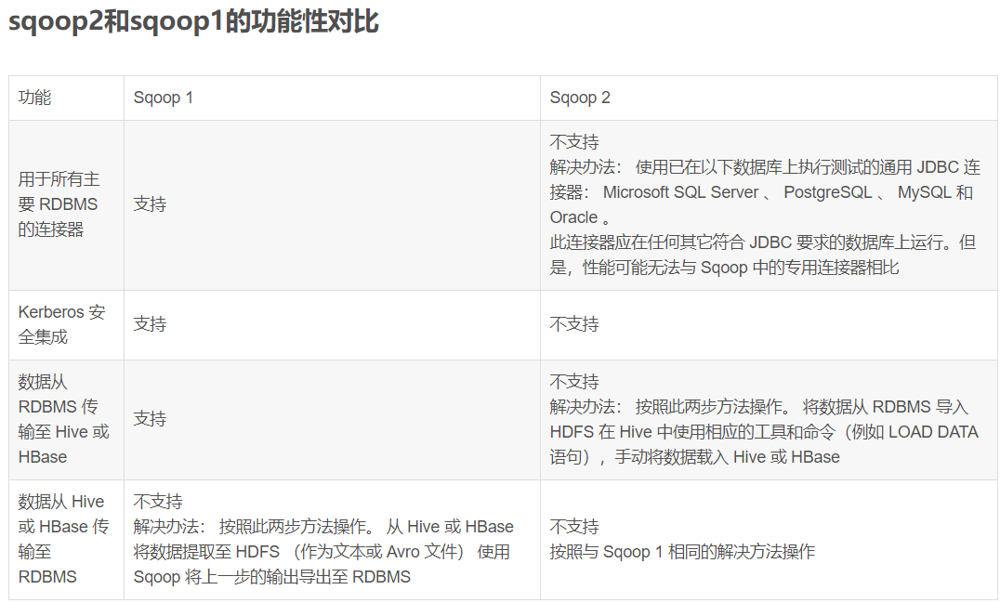 sqoop2和sqoop1的功能性对比
功能
Sqoop 1
Sqoop 2
用于所有主
要 RDBMS
的连接器
支持
不支持
解决办法： 使用已在以下数据库上执行测试的通用 JDBC 连
接器： Microsoft SQL Server 、 PostgreSQL 、 MySQL 和
Oracle 。
此连接器应在任何其它符合 JDBC 要求的数据库上运行。但
是，性能可能无法与 Sqoop 中的专用连接器相比
Kerberos 安
全集成
支持
不支持
数据从
RDBMS 传
输至 Hive 或
HBase
支持
不支持
解决办法： 按照此两步方法操作。 将数据从 RDBMS 导入
HDFS 在 Hive 中使用相应的工具和命令（例如 LOAD DATA
语句），手动将数据载入 Hive 或 HBase
数据从 Hive
或 HBase 传
输至
RDBMS
不支持
解决办法： 按照此两步方法操作。 从 Hive 或 HBase
将数据提取至 HDFS （作为文本或 Avro 文件） 使用
Sqoop 将上一步的输出导出至 RDBMS
不支持
按照与 Sqoop 1 相同的解决方法操作